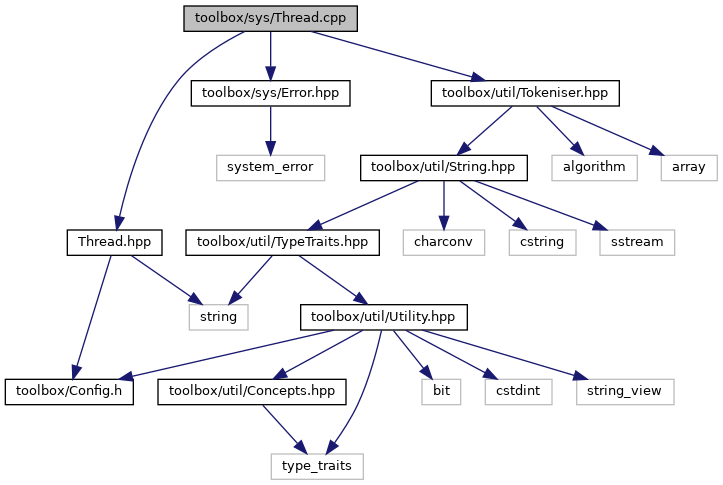 toolbox/sys/Thread.cpp
toolbox/sys/Error.hpp
toolbox/util/Tokeniser.hpp
system_error
toolbox/util/String.hpp
algorithm
array
Thread.hpp
toolbox/util/TypeTraits.hpp
charconv
cstring
sstream
string
toolbox/util/Utility.hpp
toolbox/Config.h
toolbox/util/Concepts.hpp
bit
cstdint
string_view
type_traits